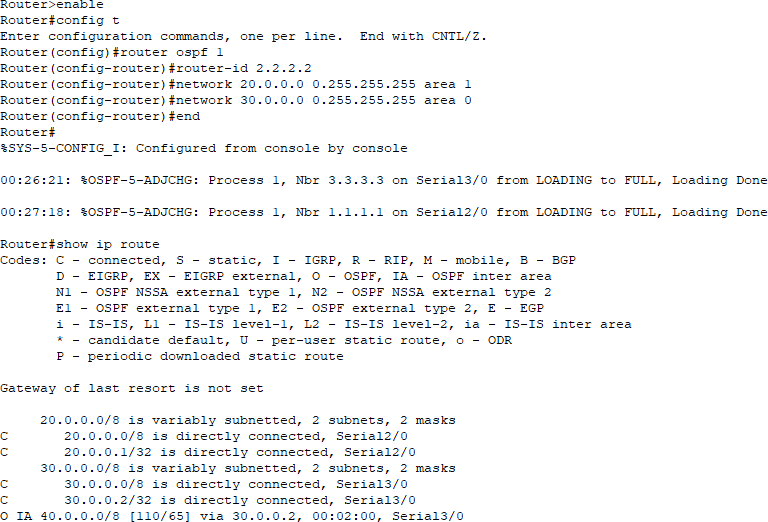 Router>enable
Router#config t
Enter configuration commands, one per line.  End with CNTL/Z.
Router(config)#router ospf 1
Router(config-router)#router-id 2.2.2.2
Router(config-router)#network 20.0.0.0 0.255.255.255 area 1
Router(config-router)#network 30.0.0.0 0.255.255.255 area 0
Router(config-router)#end
Router#
%SYS-5-CONFIG_I: Configured from console by console
00:26:21: %OSPF-5-ADJCHG: Process 1, Nbr 3.3.3.3 on Serial3/0 from LOADING to FULL, Loading Done
00:27:18: %OSPF-5-ADJCHG: Process 1, Nbr 1.1.1.1 on Serial2/0 from LOADING to FULL, Loading Done
Router#show ip route
Codes: C - connected, S - static, I - IGRP, R - RIP, M - mobile, B - BGP
       D - EIGRP, EX - EIGRP external, O - OSPF, IA - OSPF inter area
       N1 - OSPF NSSA external type 1, N2 - OSPF NSSA external type 2
       E1 - OSPF external type 1, E2 - OSPF external type 2, E - EGP
       i - IS-IS, L1 - IS-IS level-1, L2 - IS-IS level-2, ia - IS-IS inter area
       * - candidate default, U - per-user static route, o - ODR
       P - periodic downloaded static route
Gateway of last resort is not set
     20.0.0.0/8 is variably subnetted, 2 subnets, 2 masks
C       20.0.0.0/8 is directly connected, Serial2/0
C       20.0.0.1/32 is directly connected, Serial2/0
     30.0.0.0/8 is variably subnetted, 2 subnets, 2 masks
C       30.0.0.0/8 is directly connected, Serial3/0
C       30.0.0.2/32 is directly connected, Serial3/0
O IA 40.0.0.0/8 [110/65] via 30.0.0.2, 00:02:00, Serial3/0